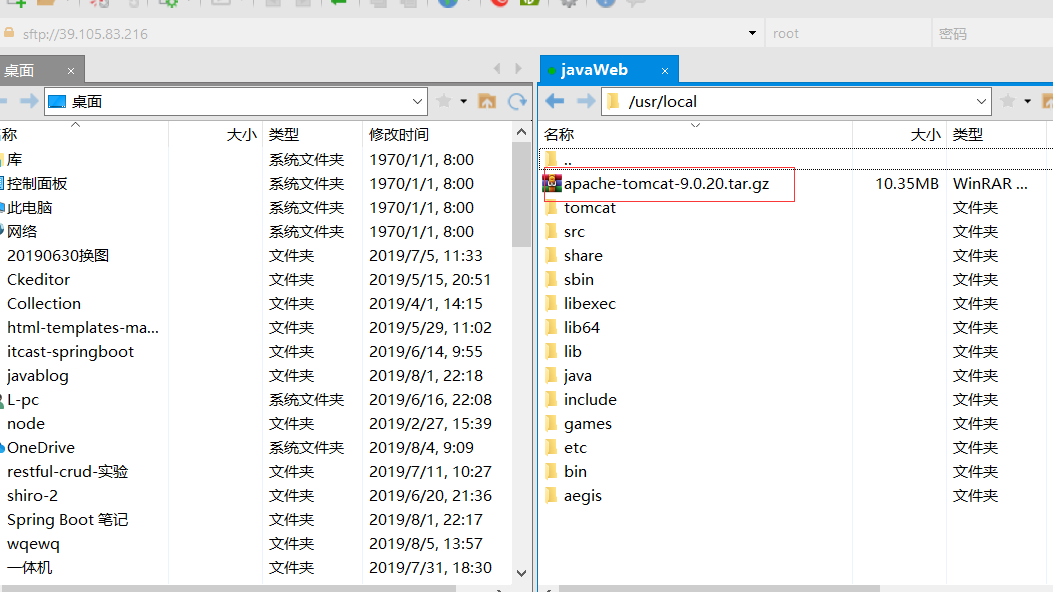 sftp://39.105.83.216 root 密码
桌面 × javaWeb ×
桌面 /usr/local
称 大小 类型 修改时间 名称 大小 类型
库 系统文件夹 1970/1/1, 8:00 ..
控制面板 系统文件夹 1970/1/1, 8:00 apache-tomcat-9.0.20.tar.gz 10.35MB WinRAR ...
此电脑 系统文件夹 1970/1/1, 8:00 tomcat 文件夹
网络 系统文件夹 1970/1/1, 8:00 src 文件夹
20190630换图 文件夹 2019/7/5, 11:33 share 文件夹
Ckeditor 文件夹 2019/5/15, 20:51 sbin 文件夹
Collection 文件夹 2019/4/1, 14:15 libexec 文件夹
html-templates-ma... 文件夹 2019/5/29, 11:02 lib64 文件夹
itcast-springboot 文件夹 2019/6/14, 9:55 lib 文件夹
javablog 文件夹 2019/8/1, 22:18 java 文件夹
L-pc 系统文件夹 2019/6/16, 22:08 include 文件夹
node 文件夹 2019/2/27, 15:39 games 文件夹
OneDrive 系统文件夹 2019/8/4, 9:09 etc 文件夹
restful-crud-实验 文件夹 2019/7/11, 10:27 bin 文件夹
shiro-2 文件夹 2019/6/20, 21:36 aegis 文件夹
Spring Boot 笔记 文件夹 2019/8/1, 22:17
wqewq 文件夹 2019/8/5, 13:57
一体机 文件夹 2019/7/31, 18:30